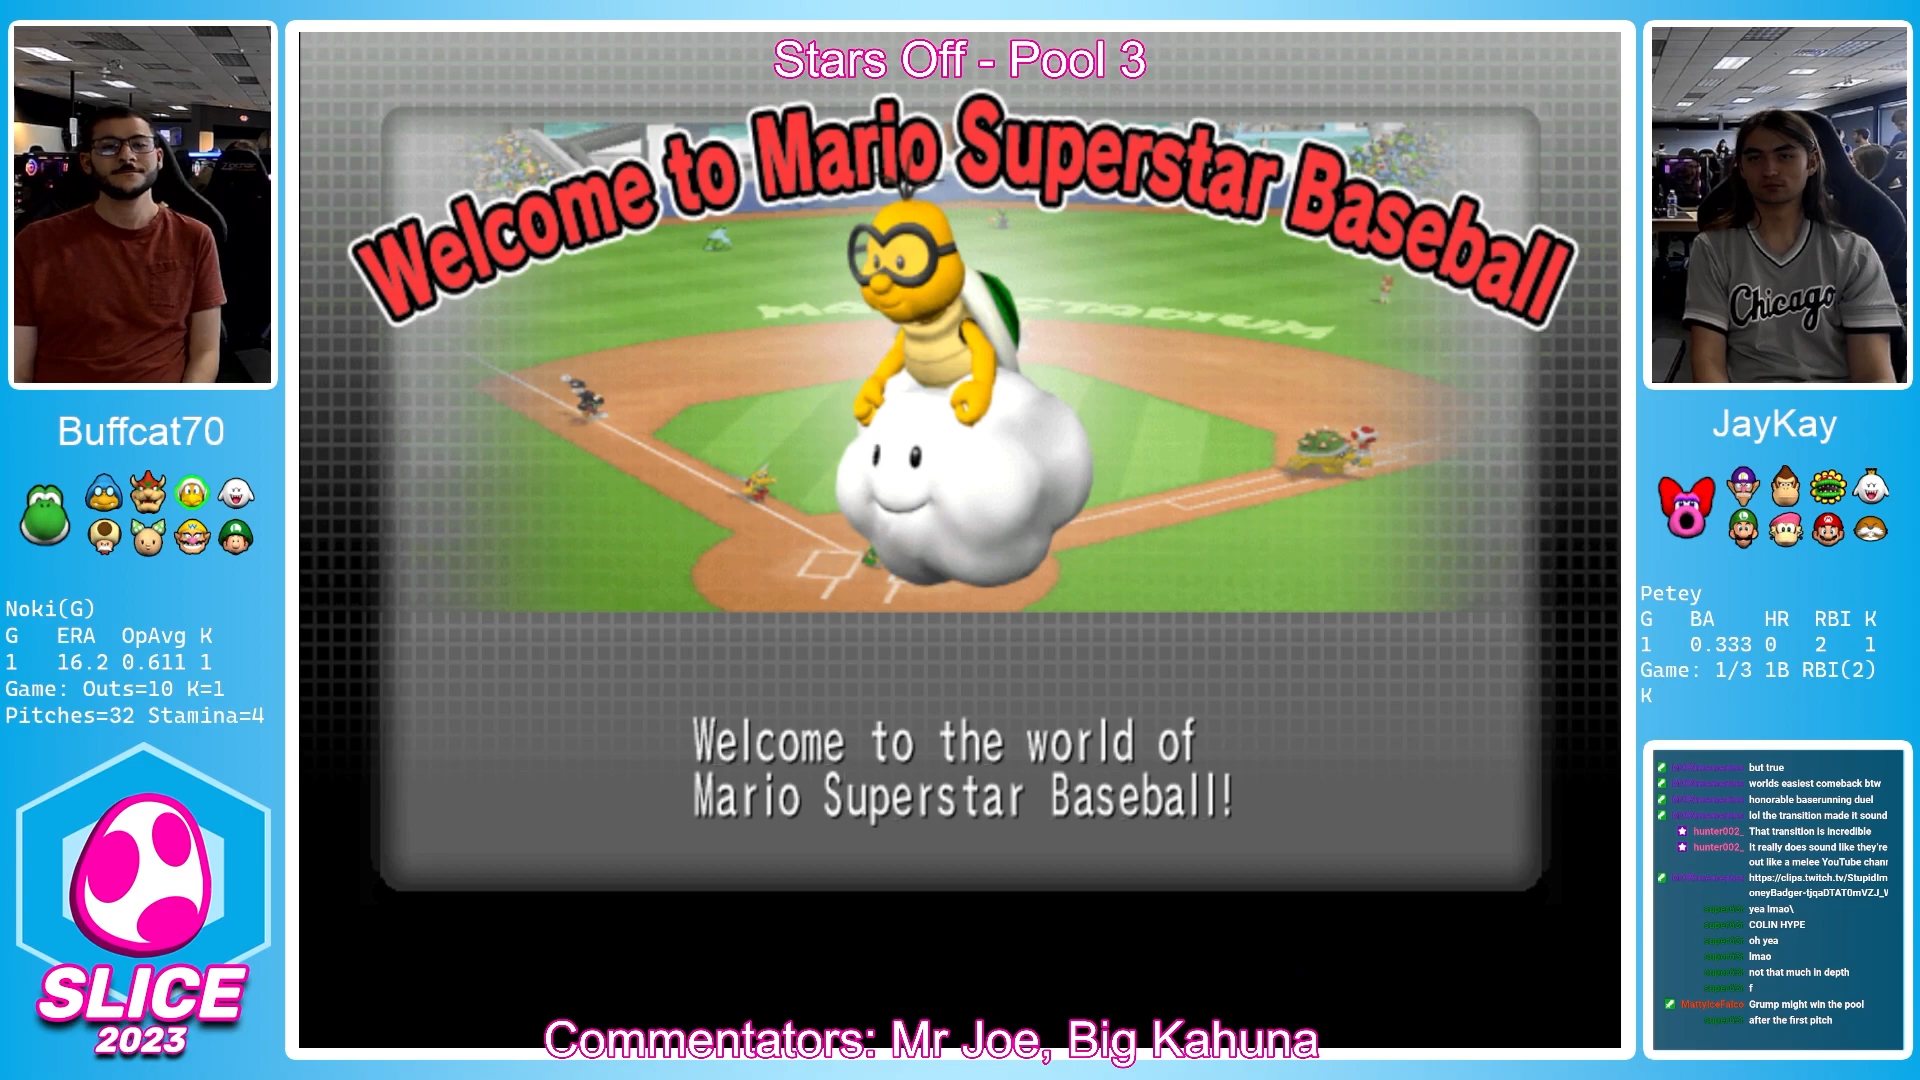 Stars Off - Pool 3
Welcome to Mario Superstar Baseball
Welcome to the world of
Mario Superstar Baseball!
Commentators: Mr Joe, Big Kahuna
Buffcat70
Noki(G)
G ERA OpAvg K
1 16.2 0.611 1
Game: Outs=10 K=1
Pitches=32 Stamina=4
SLICE
2023
Chicago
JayKay
Petey
G BA HR RBI K
1 0.333 0 2 1
Game: 1/3 1B RBI(2)
K
but true
worlds easiest comeback btw
honorable baserunning duel
lol the transition made it sound
hunter002_ That transition is incredible
hunter002_ It really does sound like they're
out like a melee YouTube chan
https://clips.twitch.tv/StupidIm
oneyBadger-tjqaDTAT0mVZJ_
yea lmao\
COLIN HYPE
oh yea
lmao
not that much in depth
f
MattyIceFalco Grump might win the pool
after the first pitch